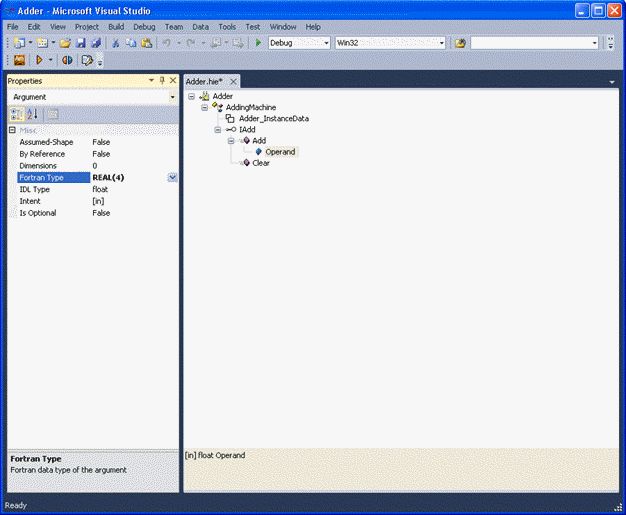 Adder - Microsoft Visual Studio
File Edit View Project Build Debug Team Data Tools Test Window Help
Debug Win32
Properties
Adder.hie*
Argument
Misc
Assumed-Shape False
By Reference False
Dimensions 0
Fortran Type REAL(4)
IDL Type float
Intent [in]
Is Optional False
Adder
AddingMachine
Adder_InstanceData
IAdd
Add
Operand
Clear
Fortran Type
Fortran data type of the argument
[in] float Operand
Ready